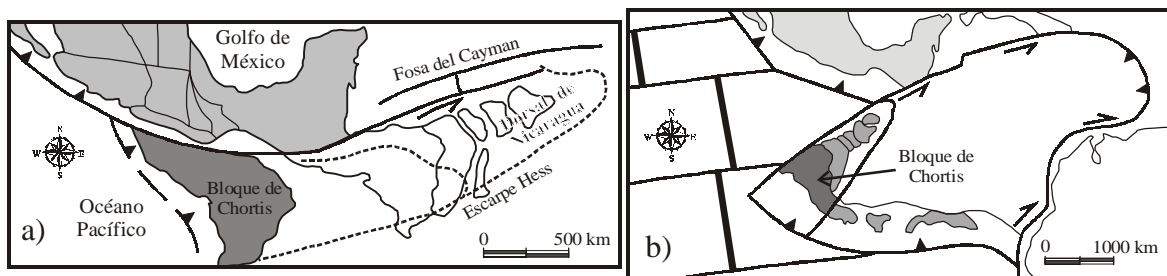 Golfo de
México
Fosa del Cayman
Dorsal de
Nicaragua
N
W E
S
Bloque de
Chortis
Escarpe Hess
Océano
Pacífico
a)
0 500 km
N
W E
S
Bloque de
Chortis
b)
0 1000 km